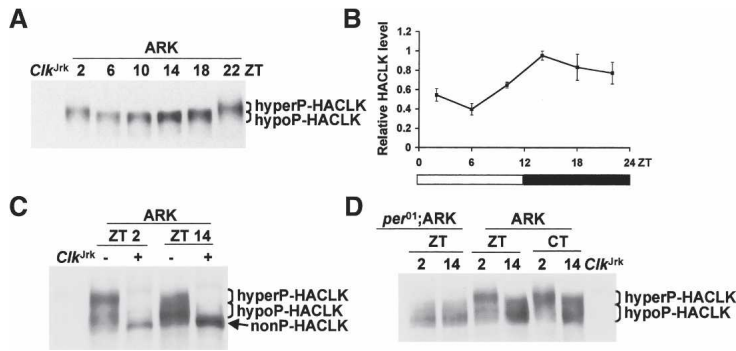 A
ARK
Clk^Jrk 2 6 10 14 18 22 ZT
hyperP-HACLK
hypoP-HACLK
B
Relative HACLK level
1.4
1.2
1
0.8
0.6
0.4
0.2
0
0 6 12 18 24 ZT
C
ARK
ZT 2 ZT 14
Clk^Jrk - + - +
hyperP-HACLK
hypoP-HACLK
nonP-HACLK
D
per^01;ARK ARK
ZT ZT CT
2 14 2 14 2 14 Clk^Jrk
hyperP-HACLK
hypoP-HACLK